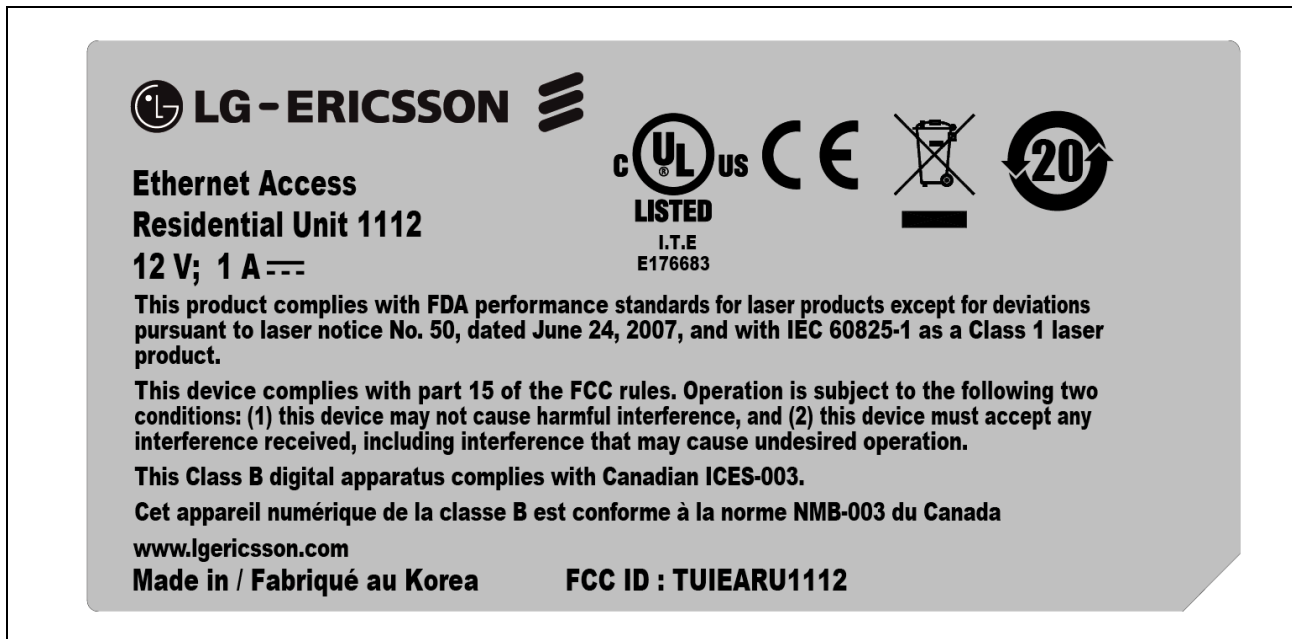 LG-ERICSSON
C UL® US CE 20
LISTED
I.T.E
E176683
Ethernet Access
Residential Unit 1112
12 V; 1 A
This product complies with FDA performance standards for laser products except for deviations
pursuant to laser notice No. 50, dated June 24, 2007, and with IEC 60825-1 as a Class 1 laser
product.
This device complies with part 15 of the FCC rules. Operation is subject to the following two
conditions: (1) this device may not cause harmful interference, and (2) this device must accept any
interference received, including interference that may cause undesired operation.
This Class B digital apparatus complies with Canadian ICES-003.
Cet appareil numérique de la classe B est conforme à la norme NMB-003 du Canada
www.lgericsson.com
Made in / Fabriqué au Korea FCC ID : TUIEARU1112